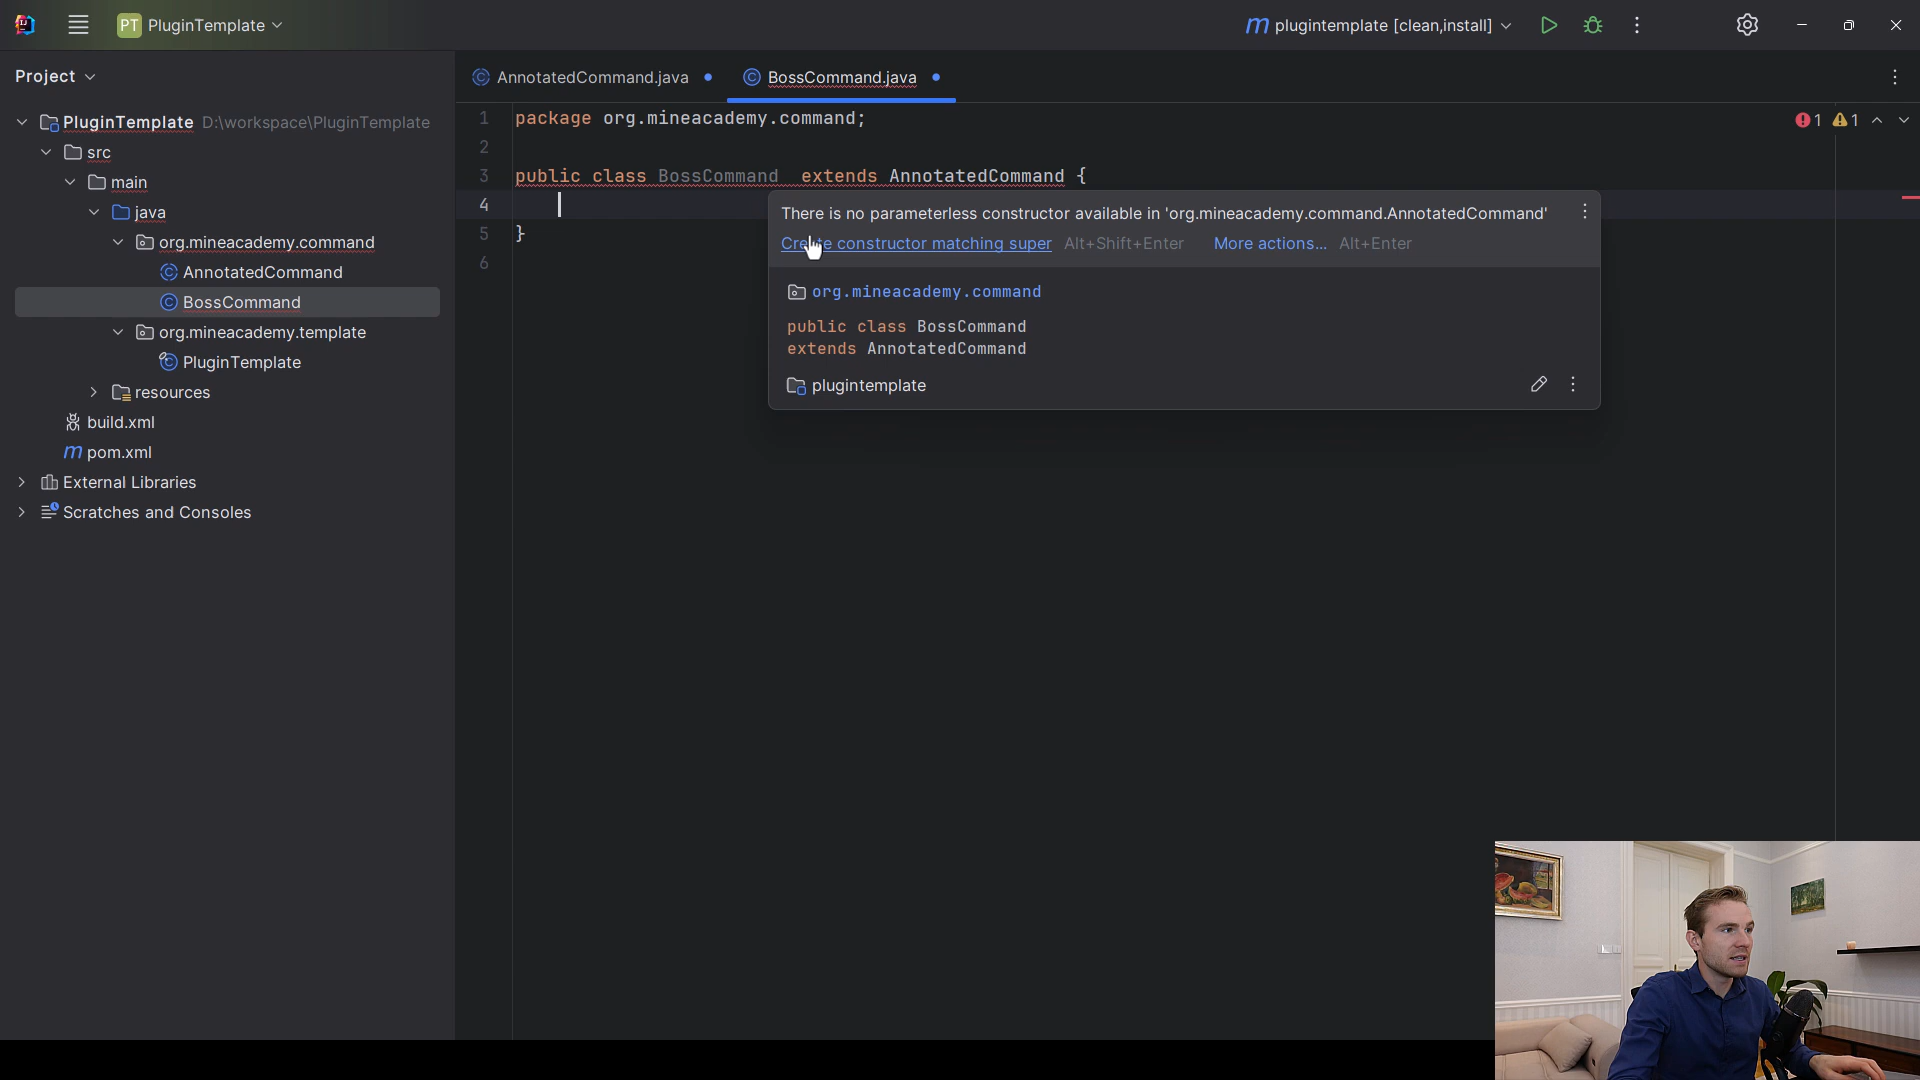 PT PluginTemplate
m plugintemplate [clean,install]
Project
AnnotatedCommand.java
BossCommand.java
PluginTemplate D:\workspace\PluginTemplate
src
main
java
org.mineacademy.command
AnnotatedCommand
BossCommand
org.mineacademy.template
PluginTemplate
resources
build.xml
m pom.xml
External Libraries
Scratches and Consoles
1 package org.mineacademy.command;
1 1
2
3 public class BossCommand  extends AnnotatedCommand {
4
5 }
6
There is no parameterless constructor available in 'org.mineacademy.command.AnnotatedCommand'
Create constructor matching super Alt+Shift+Enter More actions... Alt+Enter
org.mineacademy.command
public class BossCommand
extends AnnotatedCommand
plugintemplate